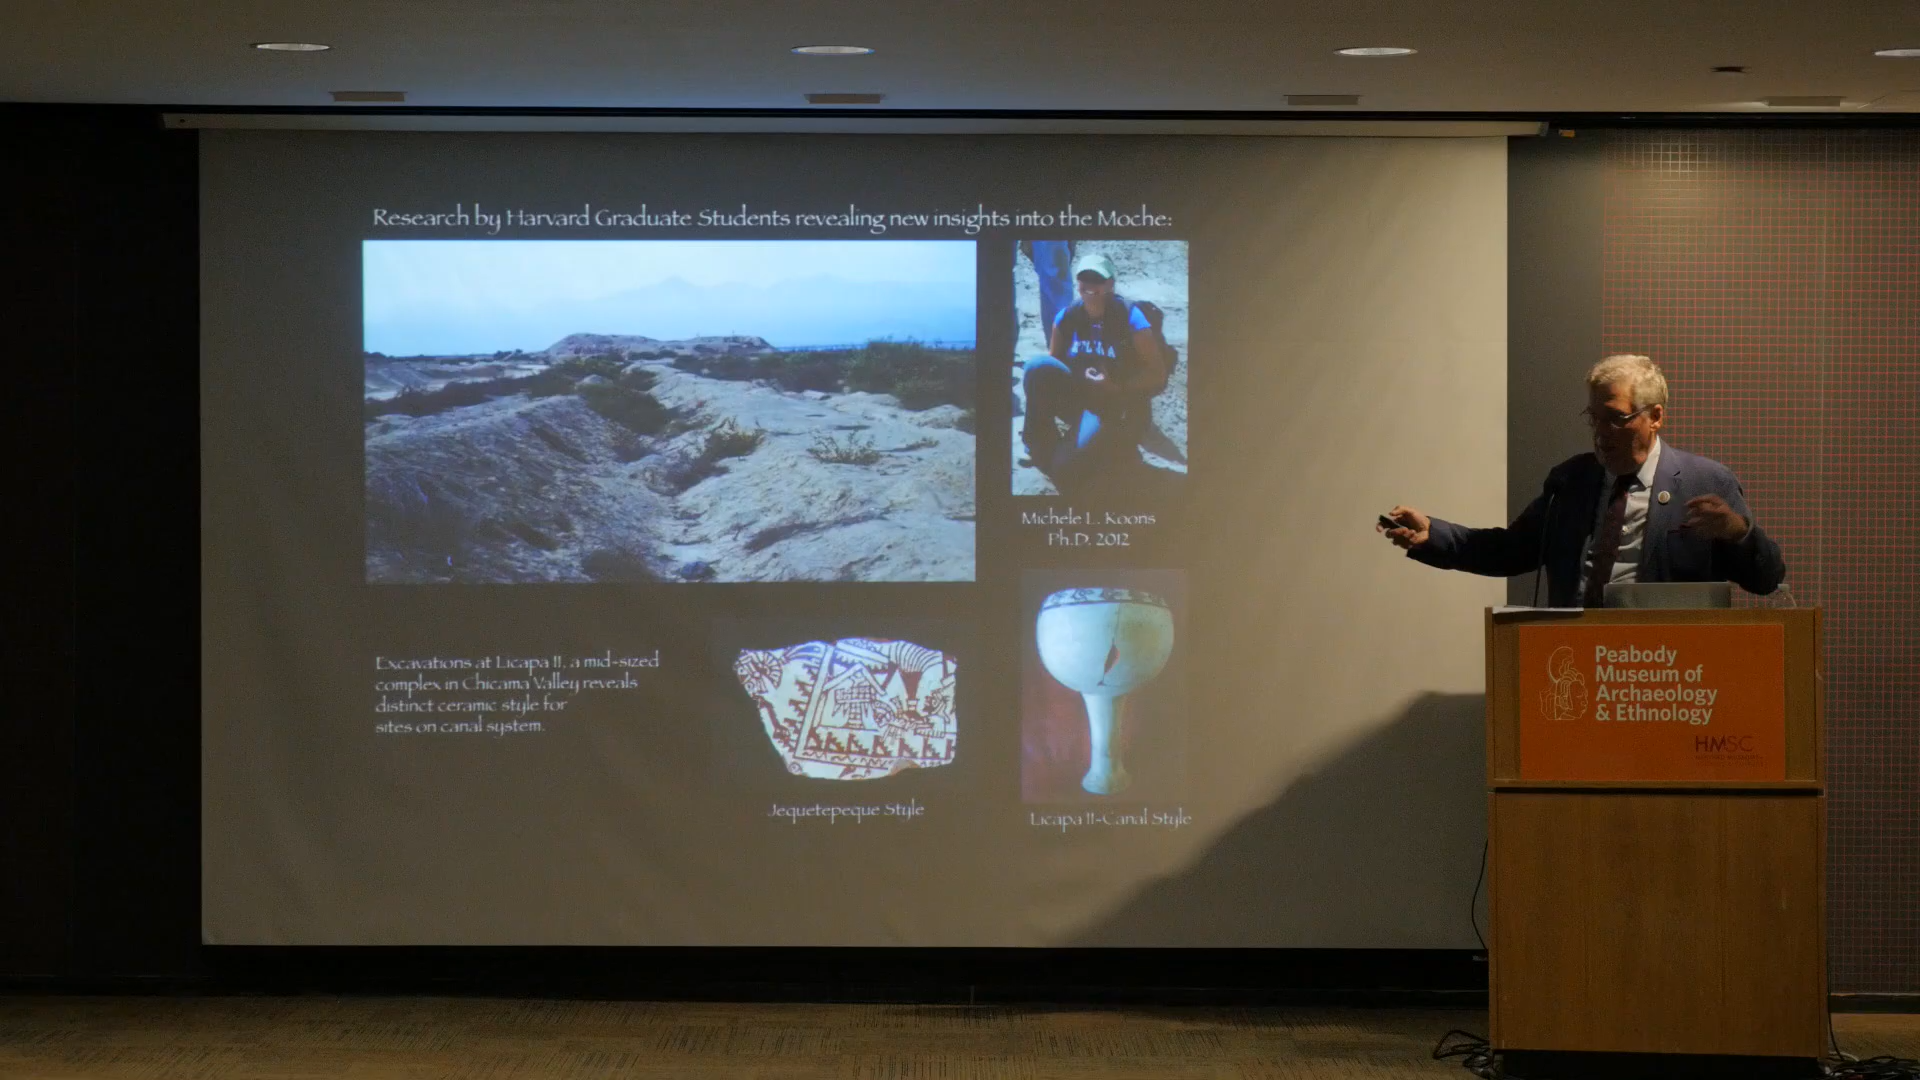 Research by Harvard Graduate Students revealing new insights into the Moche:
Michele L. Koons
Ph.D. 2012
Excavations at Licapa II, a mid-sized
complex in Chicama Valley reveals
distinct ceramic style for
sites on canal system.
Jequetepeque Style
Licapa II-Canal Style
Peabody
Museum of
Archaeology
& Ethnology
HMSC